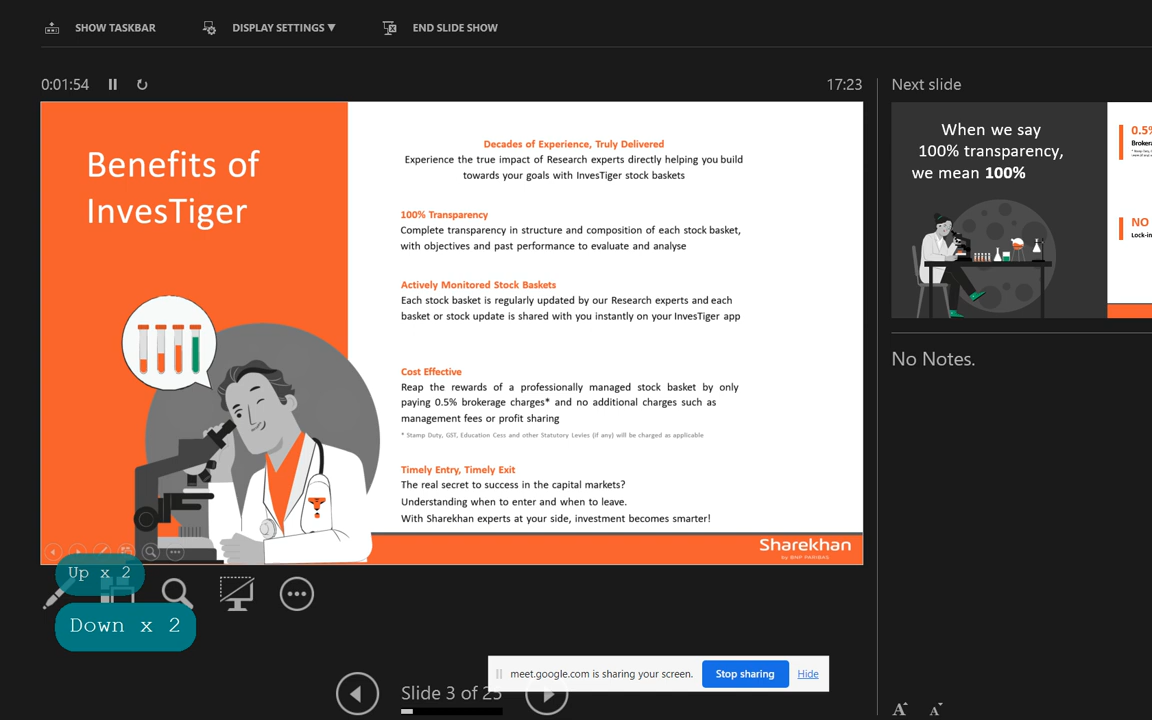 SHOW TASKBAR
DISPLAY SETTINGS ▼
END SLIDE SHOW
0:01:54
17:23
Next slide
Benefits of
InvesTiger
Decades of Experience, Truly Delivered
Experience the true impact of Research experts directly helping you build
towards your goals with InvesTiger stock baskets
100% Transparency
Complete transparency in structure and composition of each stock basket,
with objectives and past performance to evaluate and analyse
Actively Monitored Stock Baskets
Each stock basket is regularly updated by our Research experts and each
basket or stock update is shared with you instantly on your InvesTiger app
Cost Effective
Reap the rewards of a professionally managed stock basket by only
paying 0.5% brokerage charges* and no additional charges such as
management fees or profit sharing
* Stamp Duty, GST, Education Cess and other Statutory Levies (if any) will be charged as applicable
Timely Entry, Timely Exit
The real secret to success in the capital markets?
Understanding when to enter and when to leave.
With Sharekhan experts at your side, investment becomes smarter!
Sharekhan
by BNP PARIBAS
When we say
100% transparency,
we mean 100%
0.5%
NO
Lock-in
No Notes.
Up x 2
Down x 2
meet.google.com is sharing your screen.
Stop sharing
Hide
Slide 3 of 25
A
A